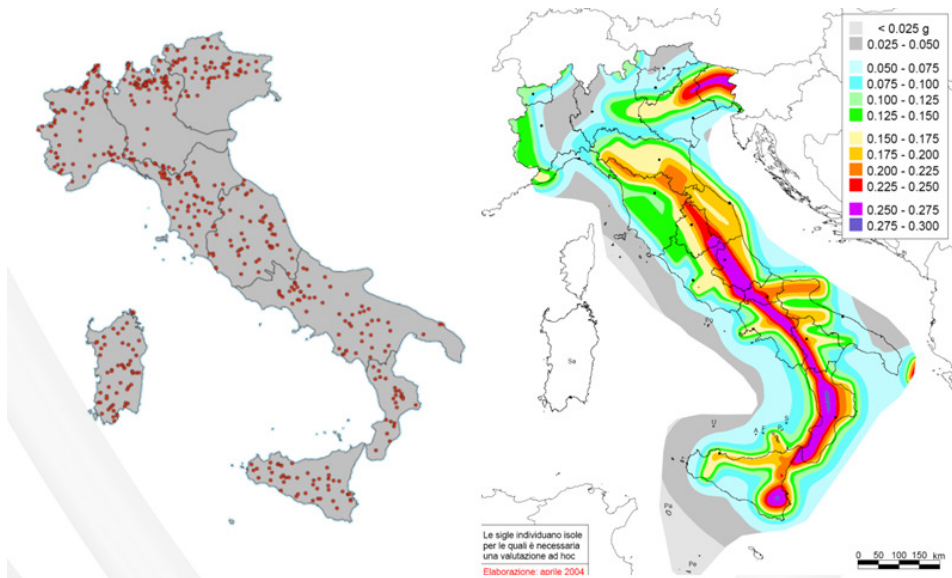 < 0.025 g
0.025 - 0.050
0.050 - 0.075
0.075 - 0.100
0.100 - 0.125
0.125 - 0.150
0.150 - 0.175
0.175 - 0.200
0.200 - 0.225
0.225 - 0.250
0.250 - 0.275
0.275 - 0.300
Sa
U
A
S
Pa
Pe
Le sigle individuano isole
per le quali è necessaria
una valutazione ad hoc
Elaborazione: aprile 2004
0 50 100 150 km